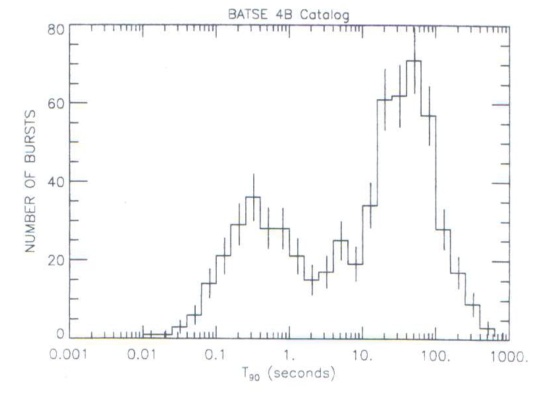 BATSE 4B Catalog
80
60
40
20
0
NUMBER OF BURSTS
0.001 0.01 0.1 1. 10. 100. 1000.
T90 (seconds)